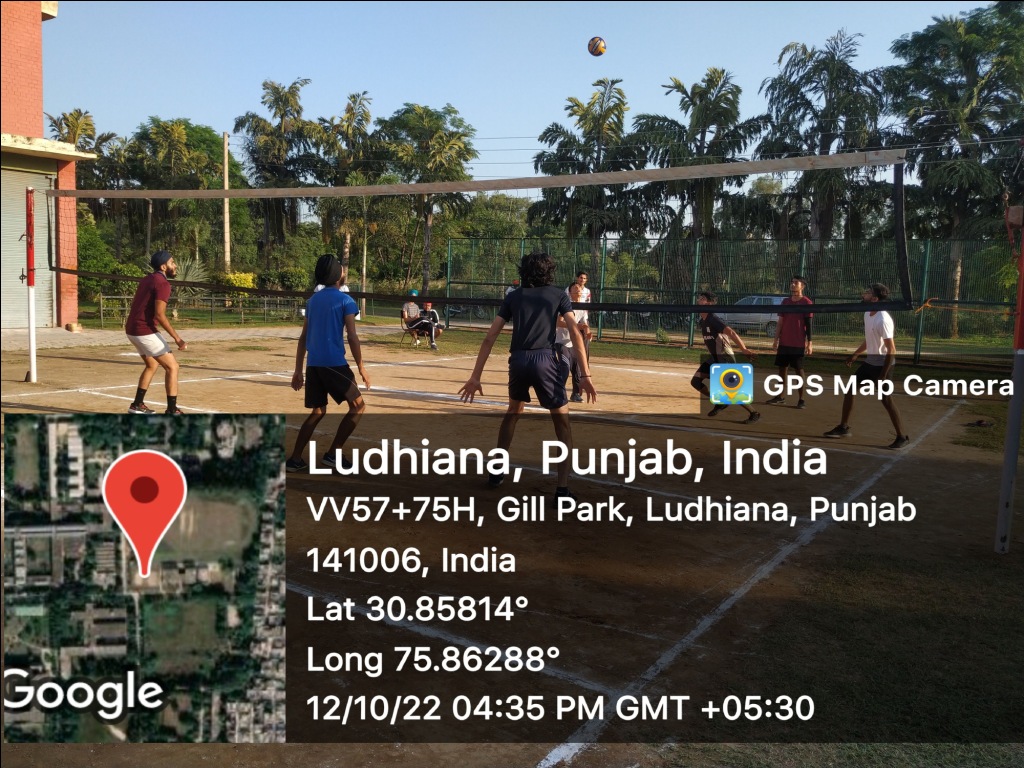 GPS Map Camera
Ludhiana, Punjab, India
VV57+75H, Gill Park, Ludhiana, Punjab
141006, India
Lat 30.85814°
Long 75.86288°
12/10/22 04:35 PM GMT +05:30
Google